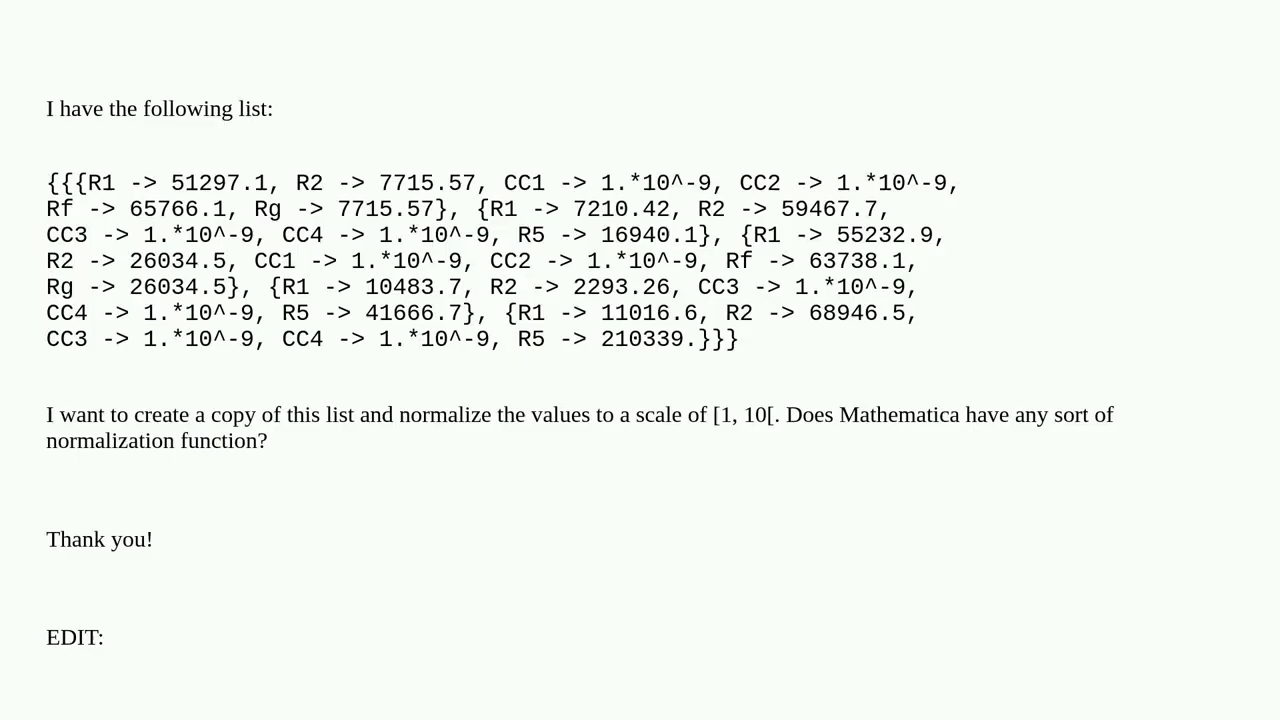 I have the following list:
{{{R1 -> 51297.1, R2 -> 7715.57, CC1 -> 1.*10^-9, CC2 -> 1.*10^-9,
Rf -> 65766.1, Rg -> 7715.57}, {R1 -> 7210.42, R2 -> 59467.7,
CC3 -> 1.*10^-9, CC4 -> 1.*10^-9, R5 -> 16940.1}, {R1 -> 55232.9,
R2 -> 26034.5, CC1 -> 1.*10^-9, CC2 -> 1.*10^-9, Rf -> 63738.1,
Rg -> 26034.5}, {R1 -> 10483.7, R2 -> 2293.26, CC3 -> 1.*10^-9,
CC4 -> 1.*10^-9, R5 -> 41666.7}, {R1 -> 11016.6, R2 -> 68946.5,
CC3 -> 1.*10^-9, CC4 -> 1.*10^-9, R5 -> 210339.}}}
I want to create a copy of this list and normalize the values to a scale of [1, 10[. Does Mathematica have any sort of
normalization function?
Thank you!
EDIT: